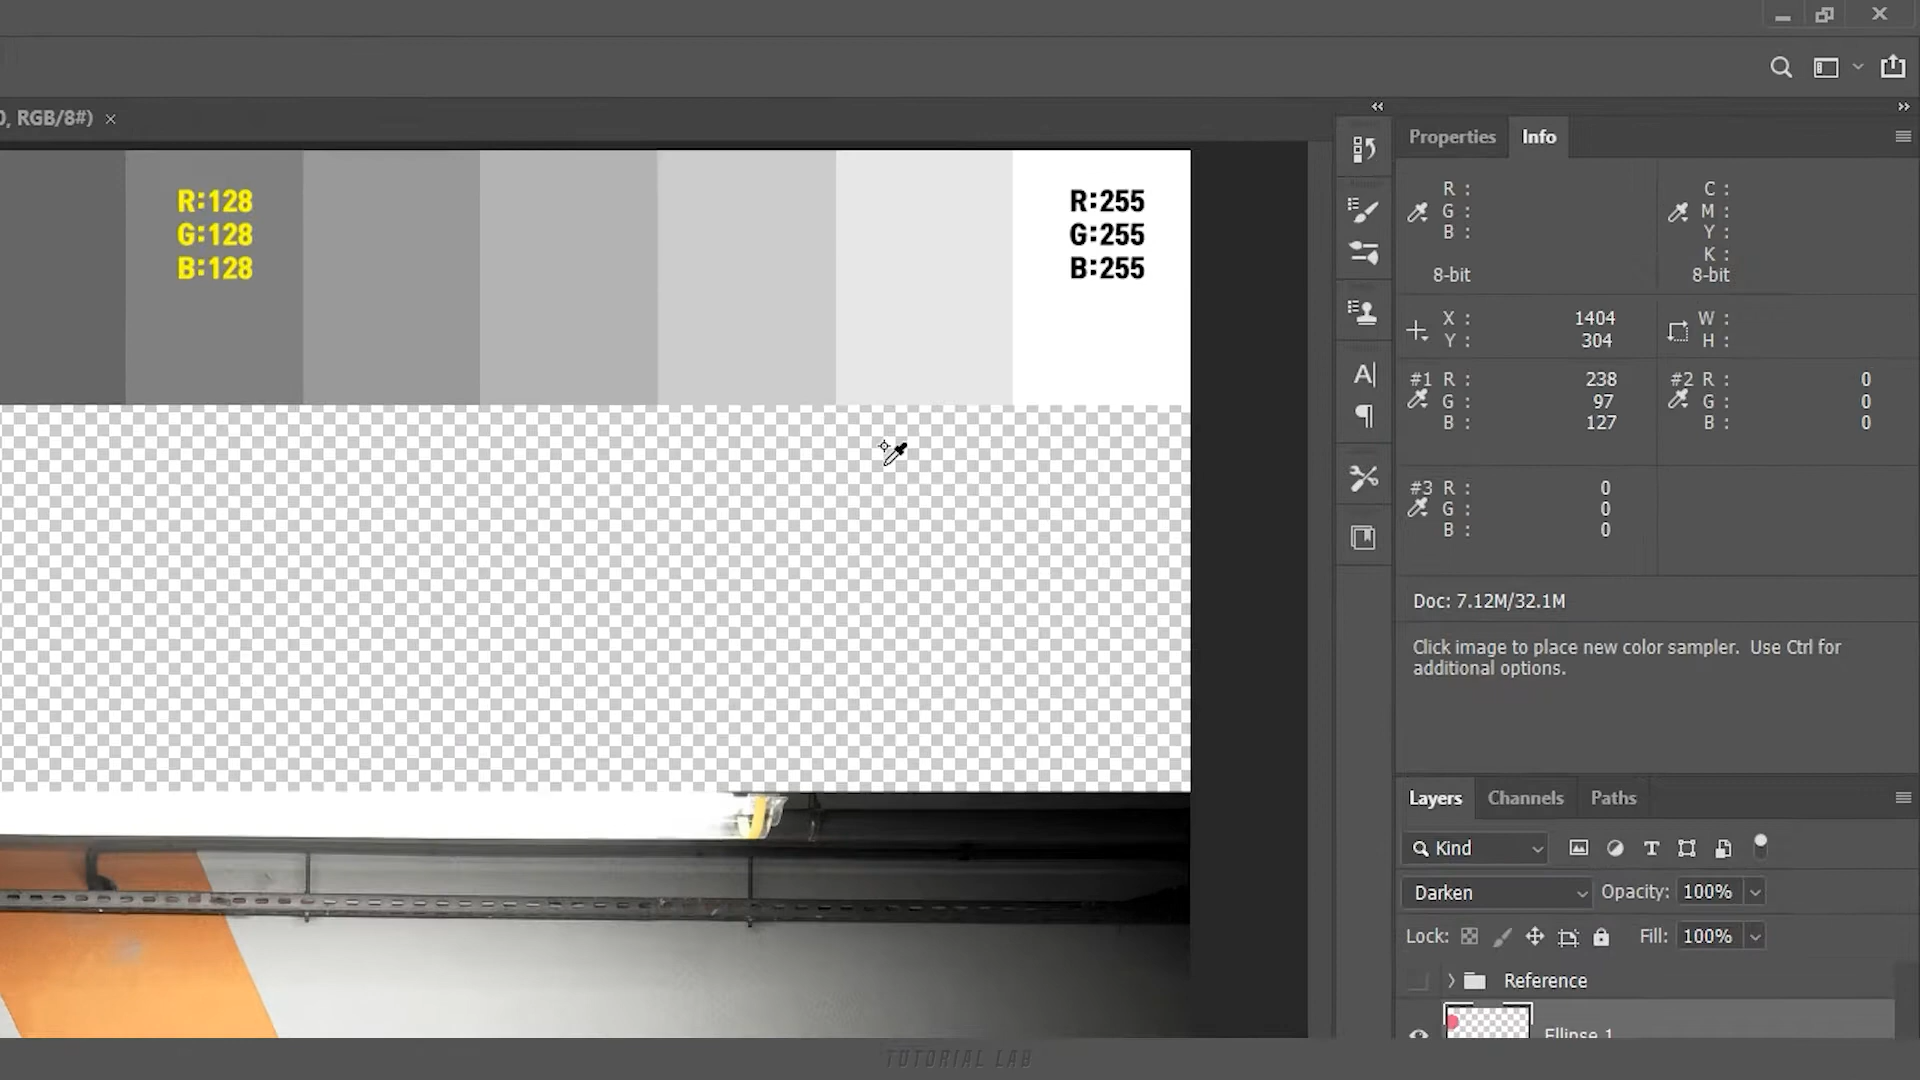 0, RGB/8#) ×
R:128
G:128
B:128
R:255
G:255
B:255
Properties Info
R :
G :
B :
8-bit
C :
M :
Y :
K :
8-bit
X : 1404
Y : 304
W :
H :
#1 R : 238
G : 97
B : 127
#2 R : 0
G : 0
B : 0
#3 R : 0
G : 0
B : 0
Doc: 7.12M/32.1M
Click image to place new color sampler. Use Ctrl for
additional options.
Layers Channels Paths
Kind
Darken Opacity: 100%
Lock: Fill: 100%
Reference
Ellipse 1
TUTORIAL LAB